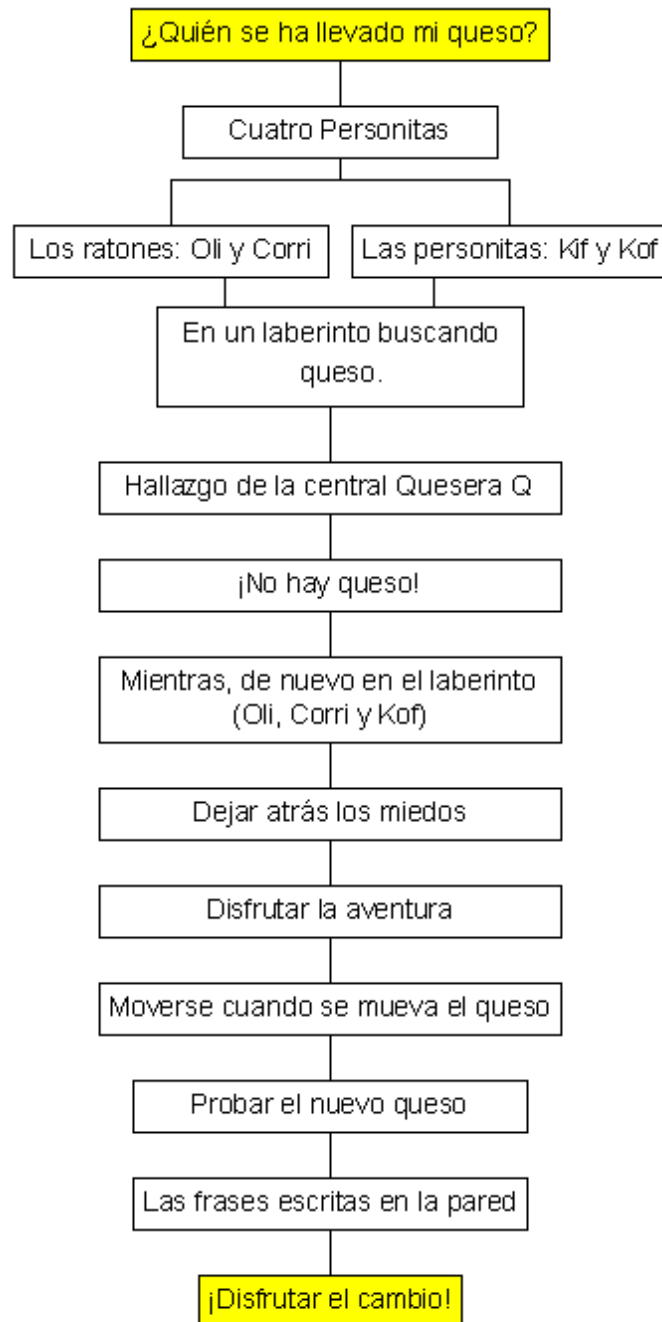 ¿Quién se ha llevado mi queso?
Cuatro Personitas
Los ratones: Oli y Corri
Las personitas: Kif y Kof
En un laberinto buscando
queso.
Hallazgo de la central Quesera Q
¡No hay queso!
Mientras, de nuevo en el laberinto
(Oli, Corri y Kof)
Dejar atrás los miedos
Disfrutar la aventura
Moverse cuando se mueva el queso
Probar el nuevo queso
Las frases escritas en la pared
¡Disfrutar el cambio!